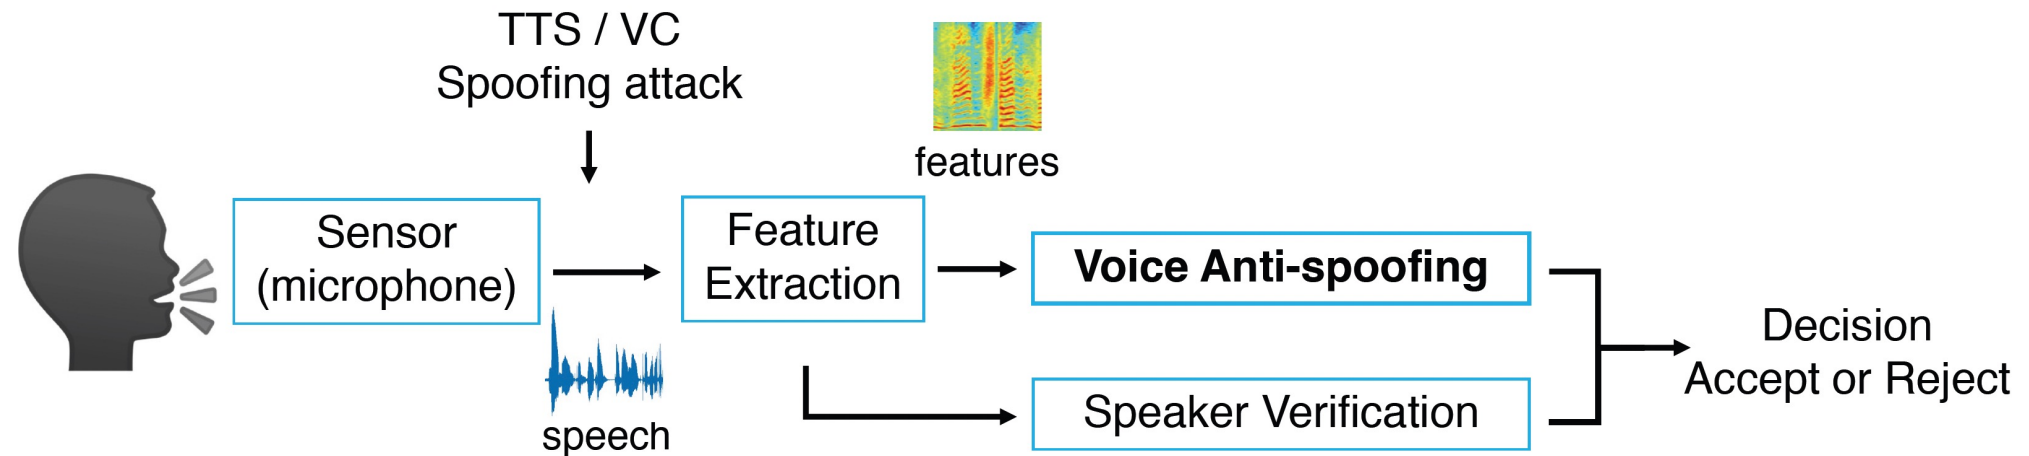 TTS / VC
Spoofing attack
features
Sensor
(microphone)
Feature
Extraction
Voice Anti-spoofing
speech
Speaker Verification
Decision
Accept or Reject